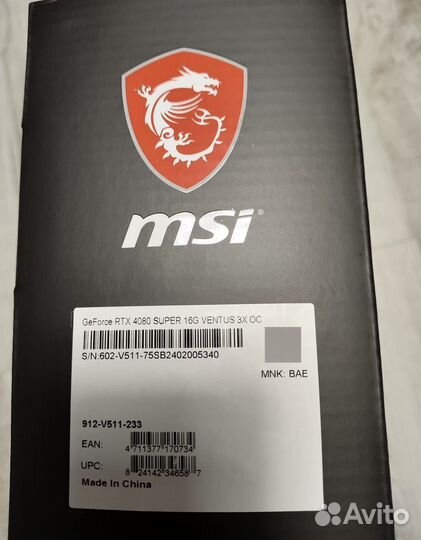 msi
GeForce RTX 4080 SUPER 16G VENTUS 3X OC
S/N:602-V511-75SB2402005340
MNK: BAE
912-V511-233
EAN: 4 711377 170734
UPC: 8 24142 34658 7
Made In China
Avito